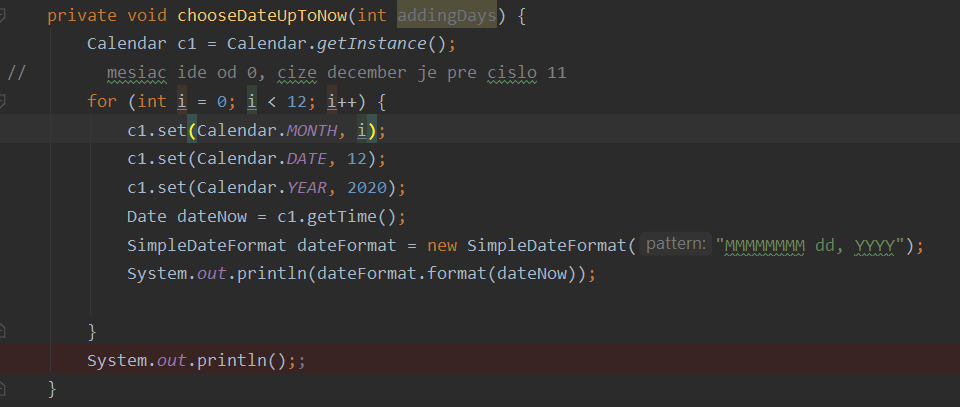 private void chooseDateUpToNow(int addingDays) {
Calendar c1 = Calendar.getInstance();
// mesiac ide od 0, cize december je pre cislo 11
for (int i = 0; i < 12; i++) {
c1.set(Calendar.MONTH, i);
c1.set(Calendar.DATE, 12);
c1.set(Calendar.YEAR, 2020);
Date dateNow = c1.getTime();
SimpleDateFormat dateFormat = new SimpleDateFormat( pattern: "MMMMMMMM dd, YYYY");
System.out.println(dateFormat.format(dateNow));
}
System.out.println();;
}